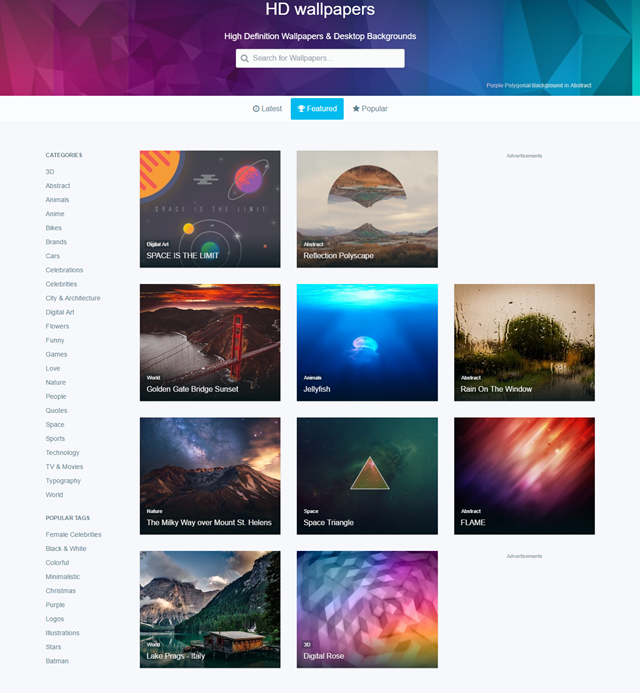 HD wallpapers
High Definition Wallpapers & Desktop Backgrounds
Search for Wallpapers...
Purple Polygonal Background in Abstract
Latest
Featured
Popular
CATEGORIES
3D
Abstract
Animals
Anime
Bikes
Brands
Cars
Celebrations
Celebrities
City & Architecture
Digital Art
Flowers
Funny
Games
Love
Nature
People
Quotes
Space
Sports
Technology
TV & Movies
Typography
World
POPULAR TAGS
Female Celebrities
Black & White
Colorful
Minimalistic
Christmas
Purple
Logos
Illustrations
Stars
Batman
SPACE IS THE LIMIT
Digital Art
SPACE IS THE LIMIT
Abstract
Reflection Polyscape
Advertisements
World
Golden Gate Bridge Sunset
Animals
Jellyfish
Abstract
Rain On The Window
Nature
The Milky Way over Mount St. Helens
Space
Space Triangle
Abstract
FLAME
World
Lake Prags - Italy
3D
Digital Rose
Advertisements